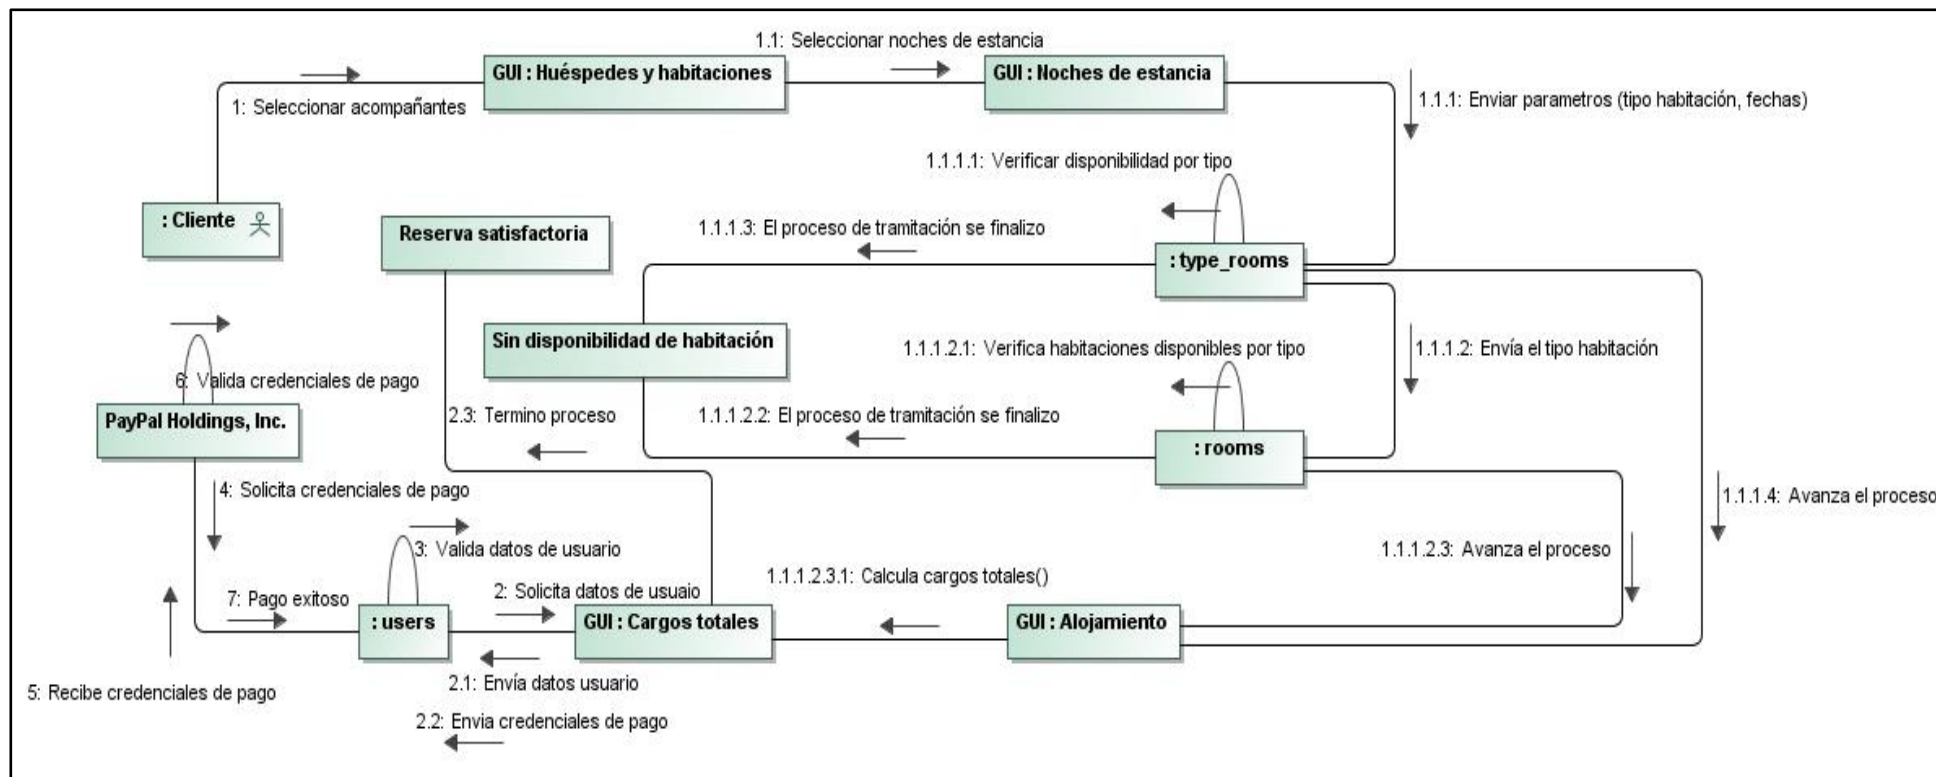 1.1: Seleccionar noches de estancia
GUI : Huéspedes y habitaciones
GUI : Noches de estancia
1: Seleccionar acompañantes
1.1.1: Enviar parametros (tipo habitación, fechas)
1.1.1.1: Verificar disponibilidad por tipo
: Cliente
Reserva satisfactoria
1.1.1.3: El proceso de tramitación se finalizo
: type_rooms
Sin disponibilidad de habitación
1.1.1.2.1: Verifica habitaciones disponibles por tipo
1.1.1.2: Envía el tipo habitación
6: Valida credenciales de pago
PayPal Holdings, Inc.
2.3: Termino proceso
1.1.1.2.2: El proceso de tramitación se finalizo
: rooms
4: Solicita credenciales de pago
1.1.1.4: Avanza el proceso
3: Valida datos de usuario
1.1.1.2.3: Avanza el proceso
1.1.1.2.3.1: Calcula cargos totales()
7: Pago exitoso
2: Solicita datos de usuaio
: users
GUI : Cargos totales
GUI : Alojamiento
5: Recibe credenciales de pago
2.1: Envía datos usuario
2.2: Envia credenciales de pago